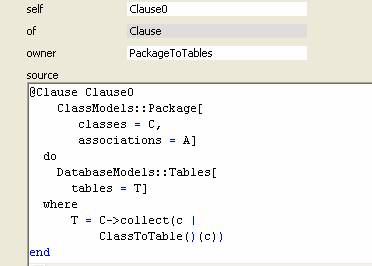 self Clause0
of Clause
owner PackageToTables
source
@Clause Clause0
ClassModels::Package[
classes = C,
associations = A]
do
DatabaseModels::Tables[
tables = T]
where
T = C->collect(c |
ClassToTable()(c))
end